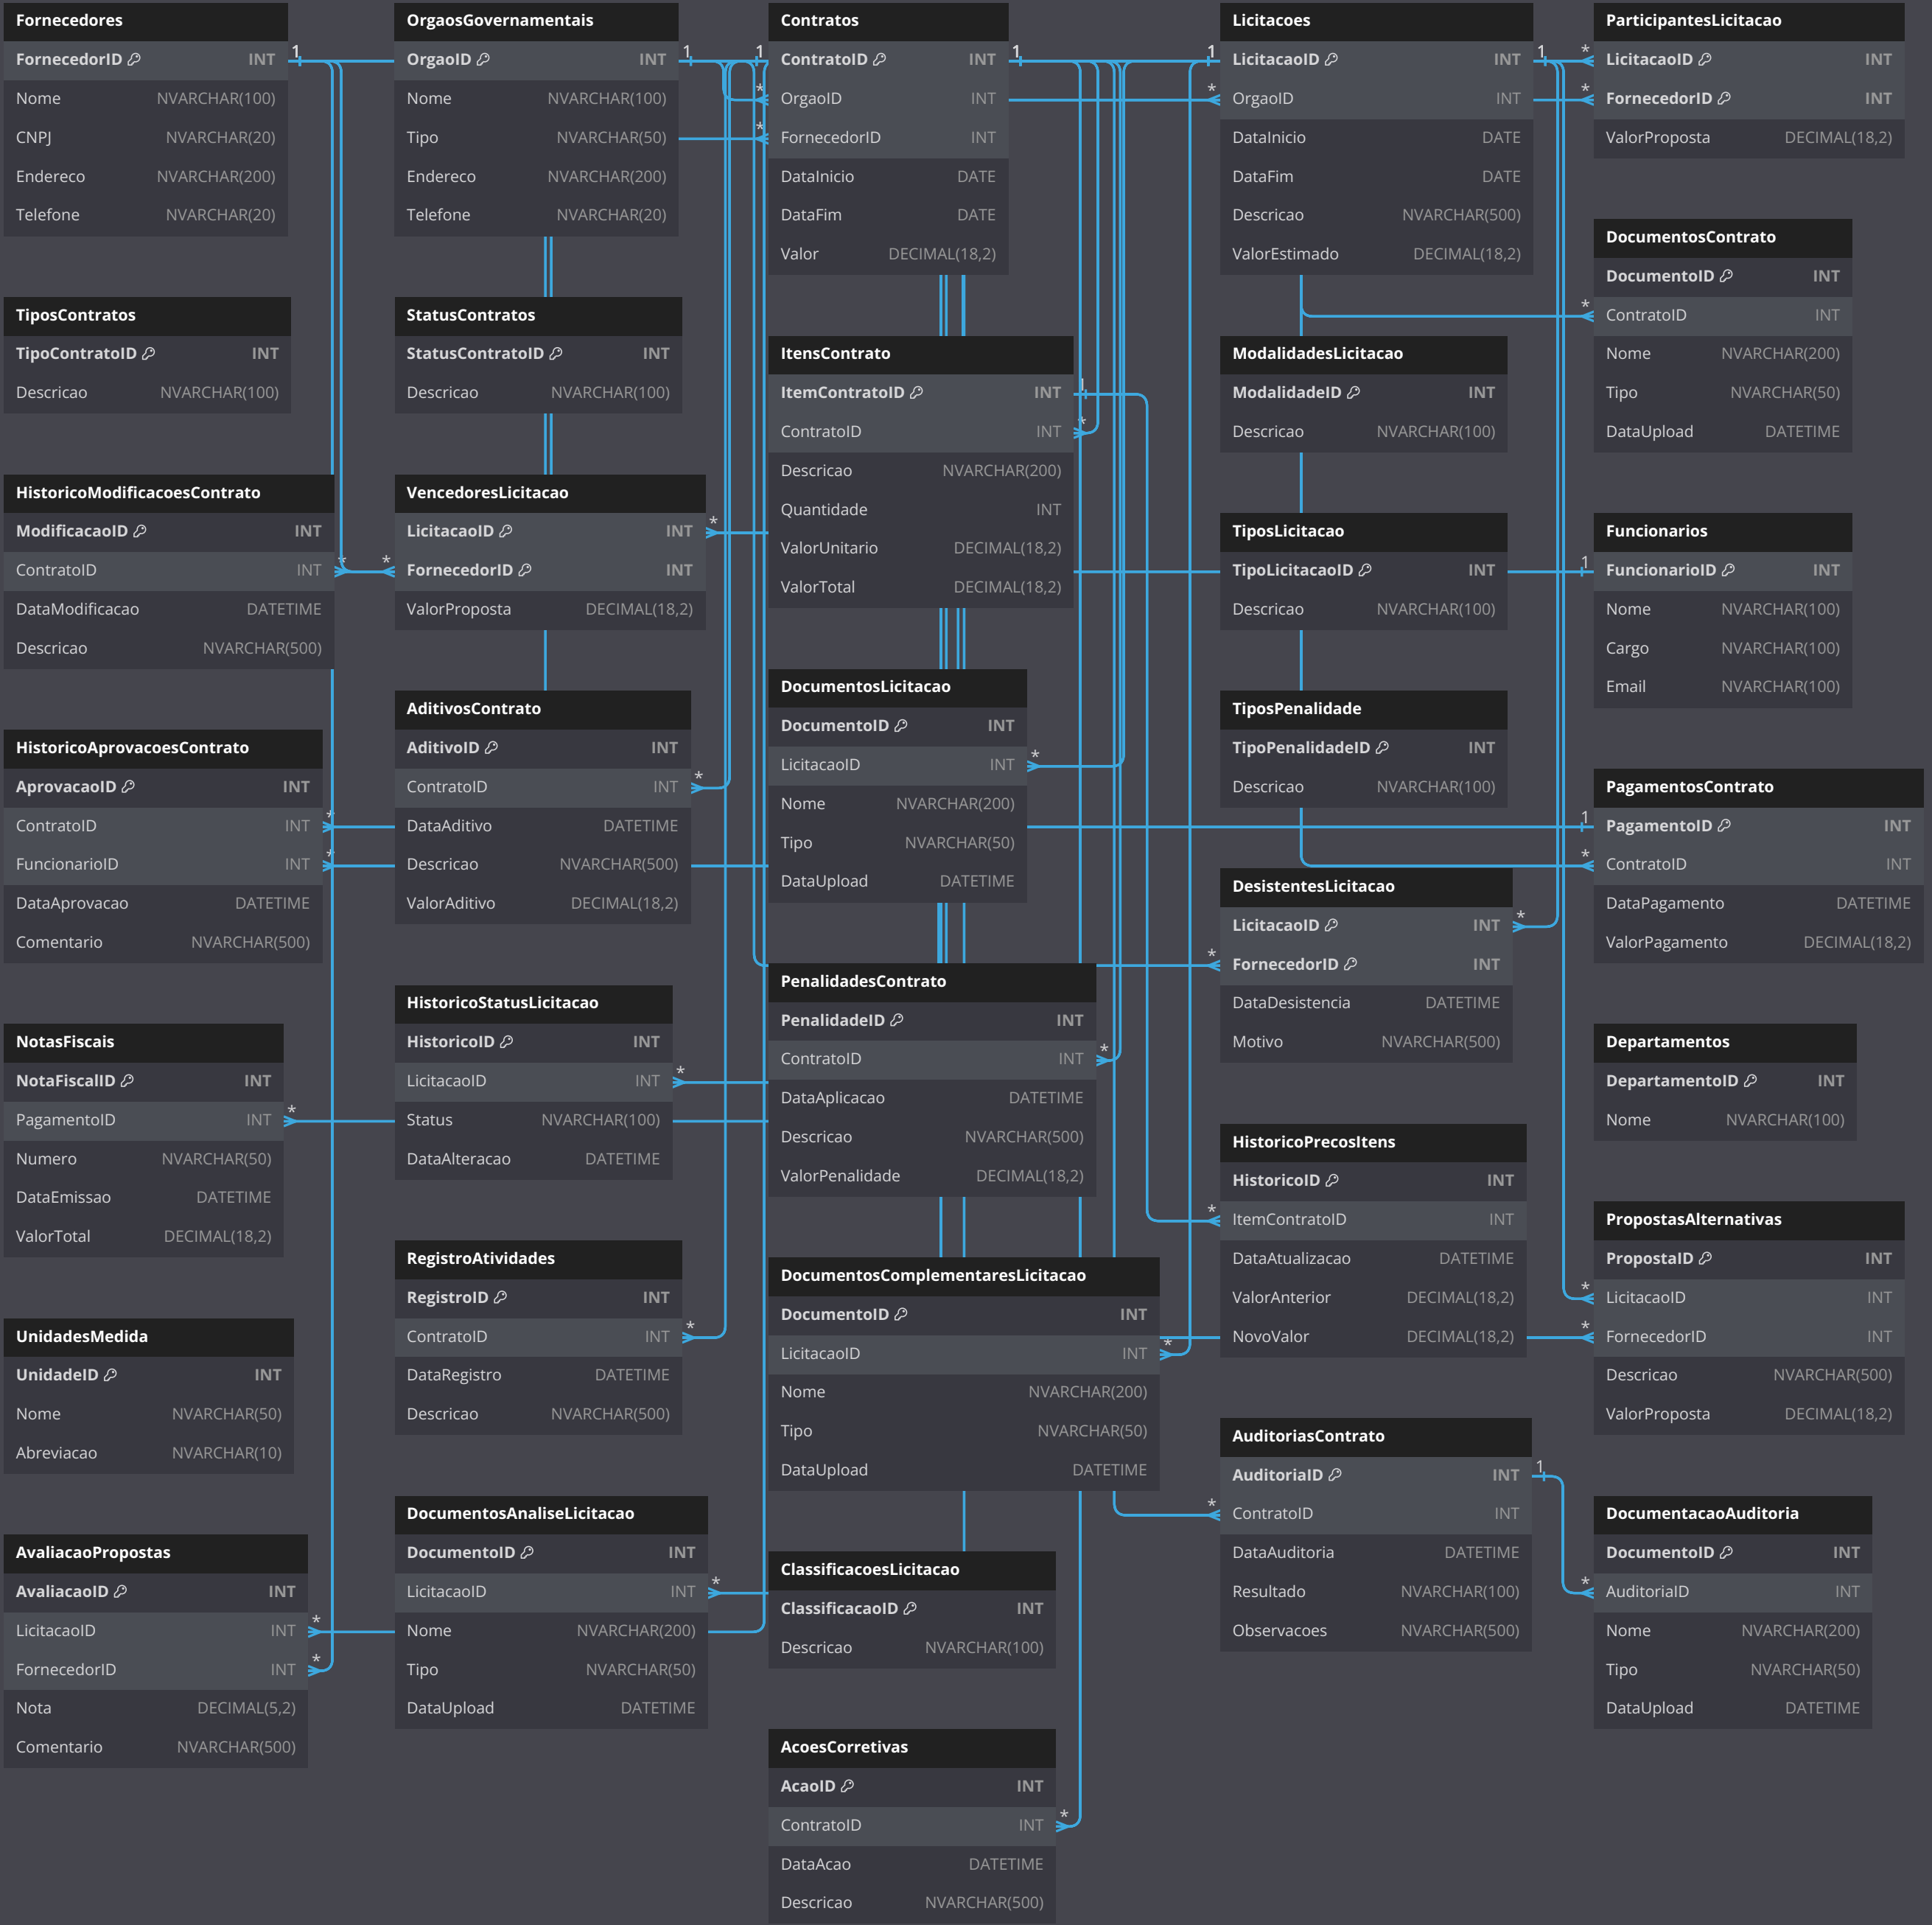 Fornecedores
FornecedorID INT
Nome NVARCHAR(100)
CNPJ NVARCHAR(20)
Endereco NVARCHAR(200)
Telefone NVARCHAR(20)
1
TiposContratos
TipoContratoID INT
Descricao NVARCHAR(100)
HistoricoModificacoesContrato
ModificacaoID INT
ContratoID INT *
DataModificacao DATETIME
Descricao NVARCHAR(500)
HistoricoAprovacoesContrato
AprovacaoID INT
ContratoID INT *
FuncionarioID INT *
DataAprovacao DATETIME
Comentario NVARCHAR(500)
NotasFiscais
NotaFiscalID INT
PagamentoID INT *
Numero NVARCHAR(50)
DataEmissao DATETIME
ValorTotal DECIMAL(18,2)
UnidadesMedida
UnidadeID INT
Nome NVARCHAR(50)
Abreviacao NVARCHAR(10)
AvaliacaoPropostas
AvaliacaoID INT
LicitacaoID INT *
FornecedorID INT *
Nota DECIMAL(5,2)
Comentario NVARCHAR(500)
OrgaosGovernamentais
OrgaoID INT 1
Nome NVARCHAR(100)
Tipo NVARCHAR(50)
Endereco NVARCHAR(200)
Telefone NVARCHAR(20)
StatusContratos
StatusContratoID INT
Descricao NVARCHAR(100)
VencedoresLicitacao
LicitacaoID INT *
* FornecedorID INT
ValorProposta DECIMAL(18,2)
AditivosContrato
AditivoID INT
ContratoID INT *
DataAditivo DATETIME
Descricao NVARCHAR(500)
ValorAditivo DECIMAL(18,2)
HistoricoStatusLicitacao
HistoricoID INT
LicitacaoID INT *
Status NVARCHAR(100)
DataAlteracao DATETIME
RegistroAtividades
RegistroID INT
ContratoID INT *
DataRegistro DATETIME
Descricao NVARCHAR(500)
DocumentosAnaliseLicitacao
DocumentoID INT
LicitacaoID INT *
Nome NVARCHAR(200)
Tipo NVARCHAR(50)
DataUpload DATETIME
Contratos
1 ContratoID INT 1
* OrgaoID INT
* FornecedorID INT
DataInicio DATE
DataFim DATE
Valor DECIMAL(18,2)
ItensContrato
ItemContratoID INT 1
ContratoID INT *
Descricao NVARCHAR(200)
Quantidade INT
ValorUnitario DECIMAL(18,2)
ValorTotal DECIMAL(18,2)
DocumentosLicitacao
DocumentoID INT
LicitacaoID INT *
Nome NVARCHAR(200)
Tipo NVARCHAR(50)
DataUpload DATETIME
PenalidadesContrato
PenalidadeID INT
ContratoID INT *
DataAplicacao DATETIME
Descricao NVARCHAR(500)
ValorPenalidade DECIMAL(18,2)
DocumentosComplementaresLicitacao
DocumentoID INT
LicitacaoID INT *
Nome NVARCHAR(200)
Tipo NVARCHAR(50)
DataUpload DATETIME
ClassificacoesLicitacao
ClassificacaoID INT
Descricao NVARCHAR(100)
AcoesCorretivas
AcaoID INT
ContratoID INT *
DataAcao DATETIME
Descricao NVARCHAR(500)
Licitacoes
1 LicitacaoID INT 1
* OrgaoID INT
DataInicio DATE
DataFim DATE
Descricao NVARCHAR(500)
ValorEstimado DECIMAL(18,2)
ModalidadesLicitacao
ModalidadeID INT
Descricao NVARCHAR(100)
TiposLicitacao
TipoLicitacaoID INT
Descricao NVARCHAR(100)
TiposPenalidade
TipoPenalidadeID INT
Descricao NVARCHAR(100)
DesistentesLicitacao
LicitacaoID INT *
* FornecedorID INT
DataDesistencia DATETIME
Motivo NVARCHAR(500)
HistoricoPrecosItens
HistoricoID INT
* ItemContratoID INT
DataAtualizacao DATETIME
ValorAnterior DECIMAL(18,2)
NovoValor DECIMAL(18,2)
AuditoriasContrato
AuditoriaID INT 1
* ContratoID INT
DataAuditoria DATETIME
Resultado NVARCHAR(100)
Observacoes NVARCHAR(500)
ParticipantesLicitacao
* LicitacaoID INT
* FornecedorID INT
ValorProposta DECIMAL(18,2)
DocumentosContrato
DocumentoID INT
* ContratoID INT
Nome NVARCHAR(200)
Tipo NVARCHAR(50)
DataUpload DATETIME
Funcionarios
1 FuncionarioID INT
Nome NVARCHAR(100)
Cargo NVARCHAR(100)
Email NVARCHAR(100)
PagamentosContrato
1 PagamentoID INT
* ContratoID INT
DataPagamento DATETIME
ValorPagamento DECIMAL(18,2)
Departamentos
DepartamentoID INT
Nome NVARCHAR(100)
PropostasAlternativas
PropostaID INT
* LicitacaoID INT
* FornecedorID INT
Descricao NVARCHAR(500)
ValorProposta DECIMAL(18,2)
DocumentacaoAuditoria
DocumentoID INT
* AuditoriaID INT
Nome NVARCHAR(200)
Tipo NVARCHAR(50)
DataUpload DATETIME